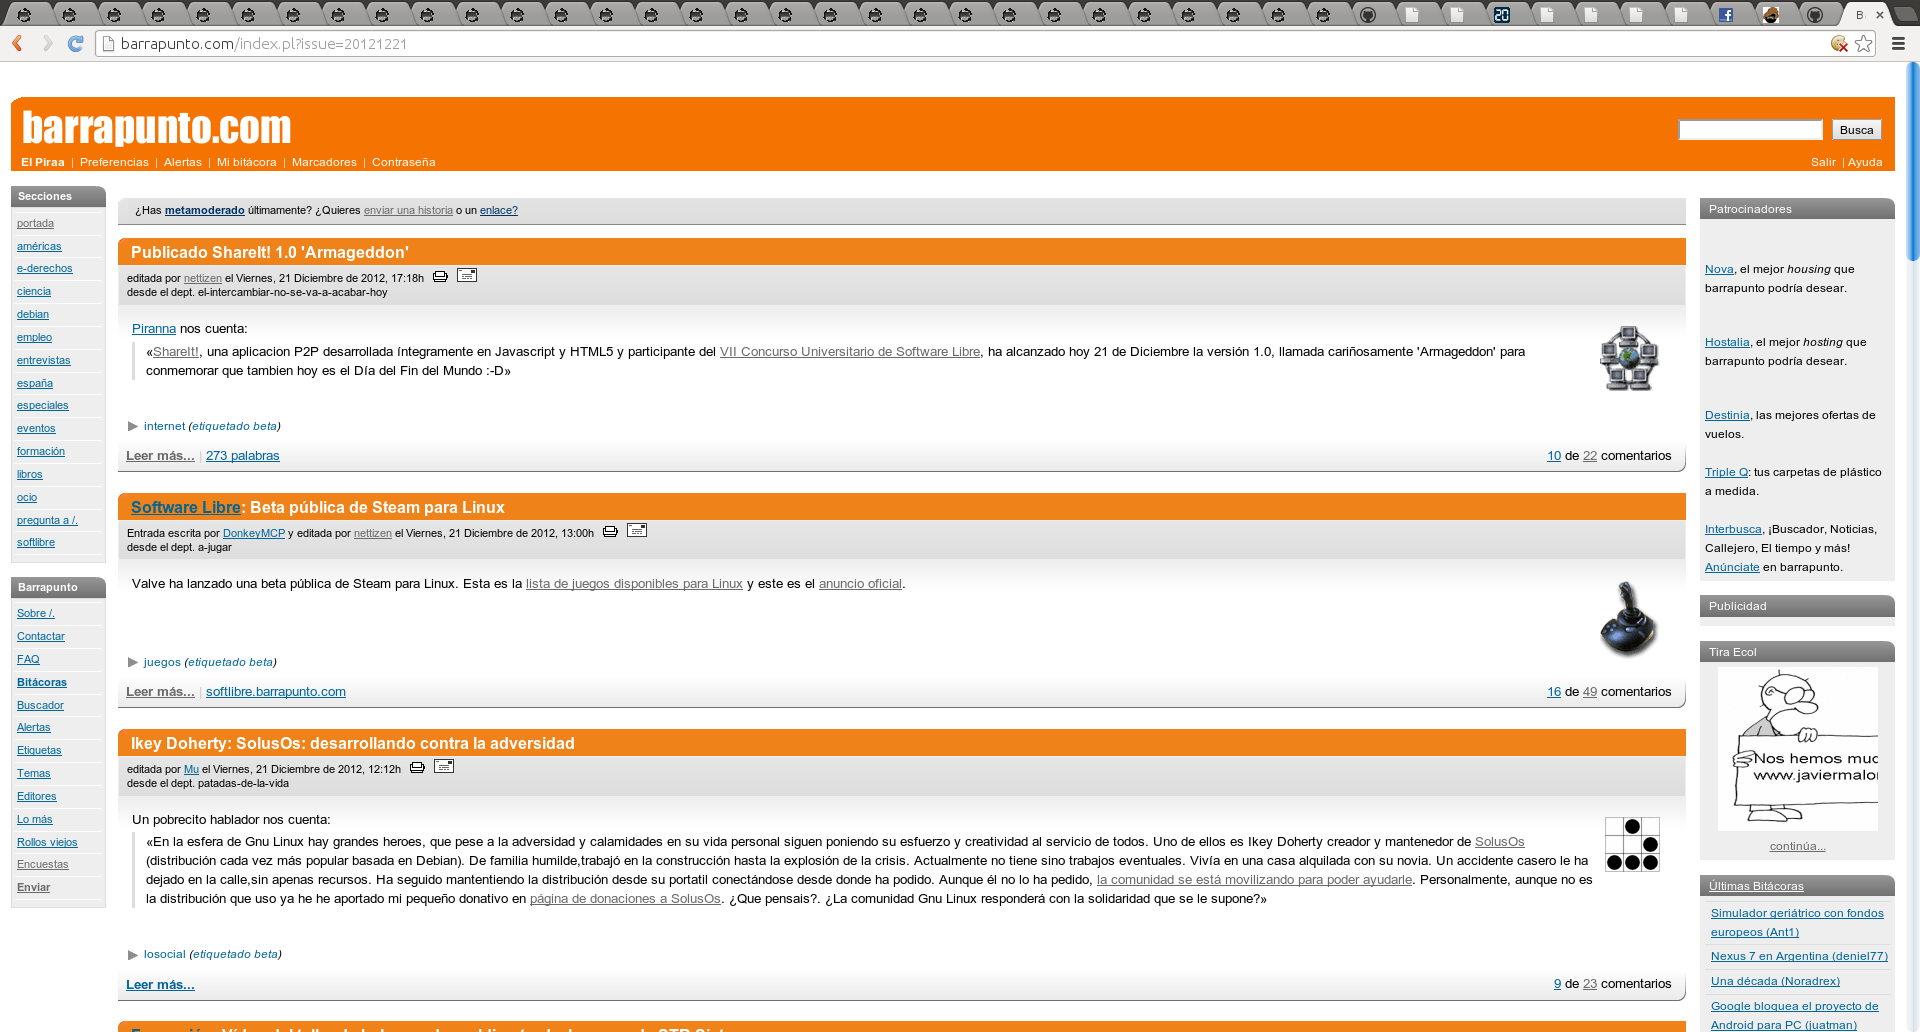 20
B
barrapunto.com/index.pl?issue=20121221
barrapunto.com
Busca
El Piraa | Preferencias | Alertas | Mi bitácora | Marcadores | Contraseña
Salir | Ayuda
Secciones
portada
américas
e-derechos
ciencia
debian
empleo
entrevistas
españa
especiales
eventos
formación
libros
ocio
pregunta a /.
softlibre
Barrapunto
Sobre /.
Contactar
FAQ
Bitácoras
Buscador
Alertas
Etiquetas
Temas
Editores
Lo más
Rollos viejos
Encuestas
Enviar
¿Has metamoderado últimamente? ¿Quieres enviar una historia o un enlace?
Publicado ShareIt! 1.0 'Armageddon'
editada por nettizen el Viernes, 21 Diciembre de 2012, 17:18h
desde el dept. el-intercambiar-no-se-va-a-acabar-hoy
Piranna nos cuenta:
«ShareIt!, una aplicacion P2P desarrollada íntegramente en Javascript y HTML5 y participante del VII Concurso Universitario de Software Libre, ha alcanzado hoy 21 de Diciembre la versión 1.0, llamada cariñosamente 'Armageddon' para
conmemorar que tambien hoy es el Día del Fin del Mundo :-D»
internet (etiquetado beta)
Leer más... | 273 palabras
10 de 22 comentarios
Software Libre: Beta pública de Steam para Linux
Entrada escrita por DonkeyMCP y editada por nettizen el Viernes, 21 Diciembre de 2012, 13:00h
desde el dept. a-jugar
Valve ha lanzado una beta pública de Steam para Linux. Esta es la lista de juegos disponibles para Linux y este es el anuncio oficial.
juegos (etiquetado beta)
Leer más... | softlibre.barrapunto.com
16 de 49 comentarios
Ikey Doherty: SolusOs: desarrollando contra la adversidad
editada por Mu el Viernes, 21 Diciembre de 2012, 12:12h
desde el dept. patadas-de-la-vida
Un pobrecito hablador nos cuenta:
«En la esfera de Gnu Linux hay grandes heroes, que pese a la adversidad y calamidades en su vida personal siguen poniendo su esfuerzo y creatividad al servicio de todos. Uno de ellos es Ikey Doherty creador y mantenedor de SolusOs
(distribución cada vez más popular basada en Debian). De familia humilde,trabajó en la construcción hasta la explosión de la crisis. Actualmente no tiene sino trabajos eventuales. Vivía en una casa alquilada con su novia. Un accidente casero le ha
dejado en la calle,sin apenas recursos. Ha seguido mantentiendo la distribución desde su portatil conectándose desde donde ha podido. Aunque él no lo ha pedido, la comunidad se está movilizando para poder ayudarle. Personalmente, aunque no es
la distribución que uso ya he he aportado mi pequeño donativo en página de donaciones a SolusOs. ¿Que pensais?. ¿La comunidad Gnu Linux responderá con la solidaridad que se le supone?»
losocial (etiquetado beta)
Leer más...
9 de 23 comentarios
Patrocinadores
Nova, el mejor housing que
barrapunto podría desear.
Hostalia, el mejor hosting que
barrapunto podría desear.
Destinia, las mejores ofertas de
vuelos.
Triple Q: tus carpetas de plástico
a medida.
Interbusca, ¡Buscador, Noticias,
Callejero, El tiempo y más!
Anúnciate en barrapunto.
Publicidad
Tira Ecol
Nos hemos mud
www.javiermalo
continúa...
Últimas Bitácoras
Simulador geriátrico con fondos
europeos (Ant1)
Nexus 7 en Argentina (deniel77)
Una década (Noradrex)
Google bloquea el proyecto de
Android para PC (juatman)